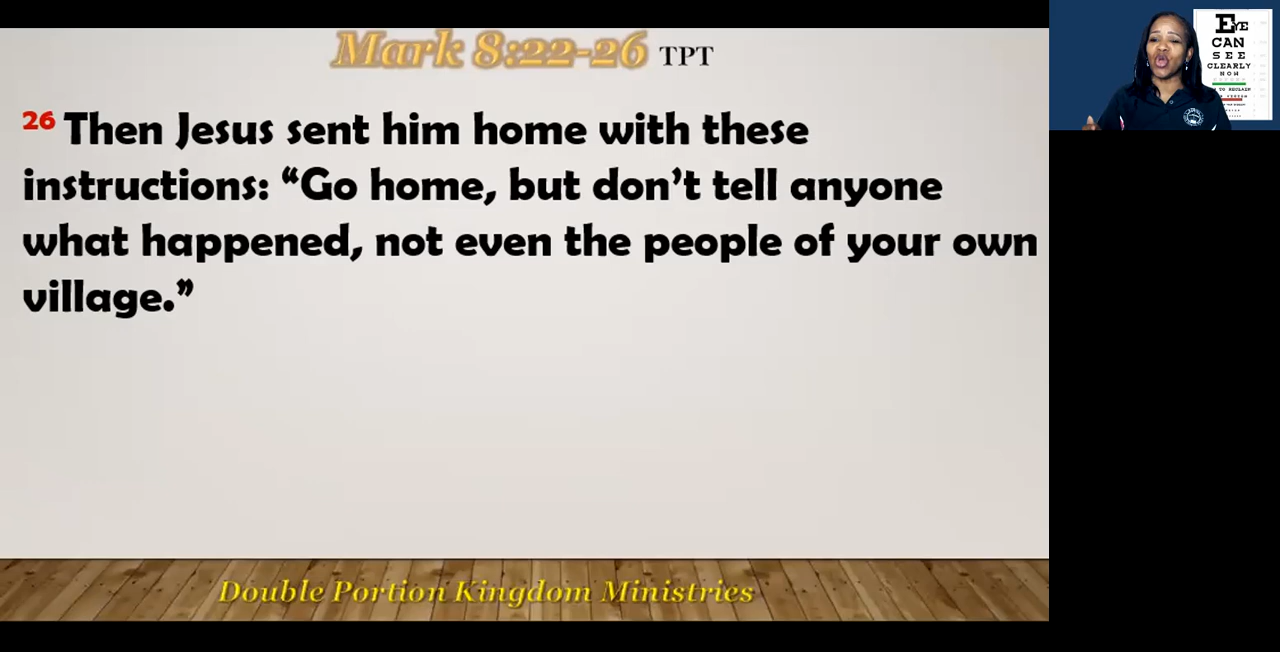 Mark 8:22-26 TPT
26 Then Jesus sent him home with these
instructions: “Go home, but don’t tell anyone
what happened, not even the people of your own
village.”
Double Portion Kingdom Ministries
EYE
CAN
SEE
CLEARLY
NOW